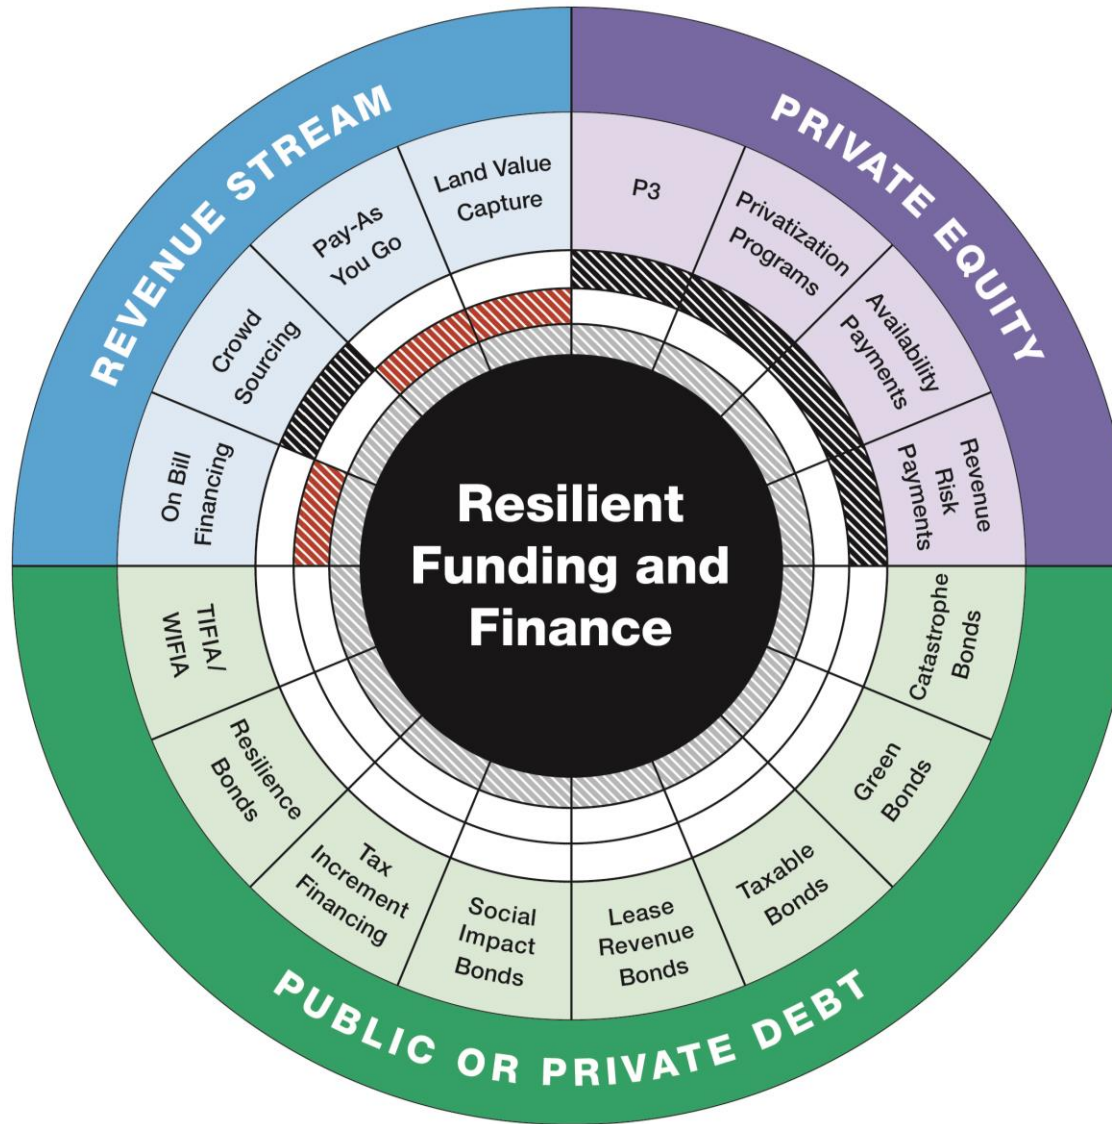 REVENUE STREAM
PRIVATE EQUITY
Land Value
Capture
P3
Pay-As
You Go
Privatization
Programs
Crowd
Sourcing
Availability
Payments
On Bill
Financing
Revenue
Risk
Payments
Resilient
Funding and
Finance
TIFIA/
WIFIA
Catastrophe
Bonds
Resilience
Bonds
Green
Bonds
Tax
Increment
Financing
Taxable
Bonds
Social
Impact
Bonds
Lease
Revenue
Bonds
PUBLIC OR PRIVATE DEBT